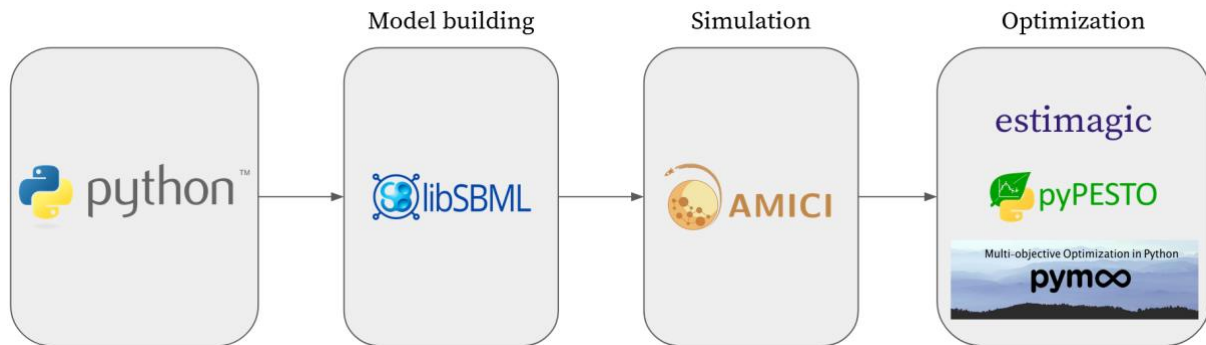 Model building
Simulation
Optimization
python™
libSBML
AMICI
estimagic
pyPESTO
Multi-objective Optimization in Python
pymoo